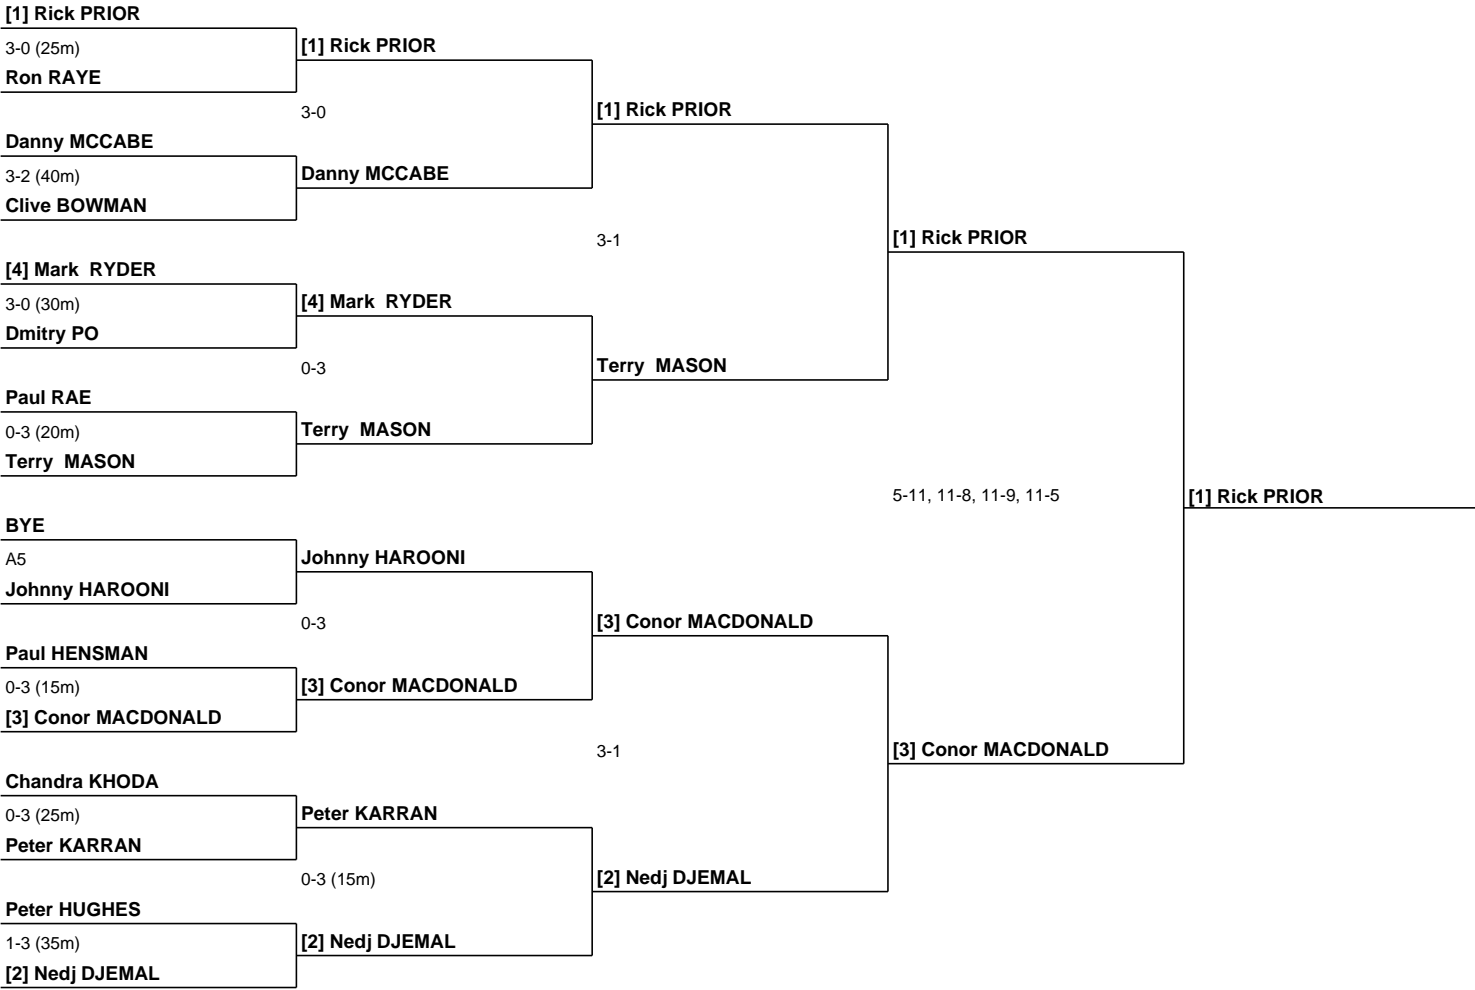 [1] Rick PRIOR
3-0 (25m)
Ron RAYE
Danny MCCABE
3-2 (40m)
Clive BOWMAN
[4] Mark  RYDER
3-0 (30m)
Dmitry PO
Paul RAE
0-3 (20m)
Terry  MASON
BYE
A5
Johnny HAROONI
Paul HENSMAN
0-3 (15m)
[3] Conor MACDONALD
Chandra KHODA
0-3 (25m)
Peter KARRAN
Peter HUGHES
1-3 (35m)
[2] Nedj DJEMAL
[1] Rick PRIOR
3-0
Danny MCCABE
[4] Mark  RYDER
0-3
Terry  MASON
Johnny HAROONI
0-3
[3] Conor MACDONALD
Peter KARRAN
0-3 (15m)
[2] Nedj DJEMAL
[1] Rick PRIOR
3-1
Terry  MASON
[3] Conor MACDONALD
3-1
[2] Nedj DJEMAL
[1] Rick PRIOR
5-11, 11-8, 11-9, 11-5
[3] Conor MACDONALD
[1] Rick PRIOR